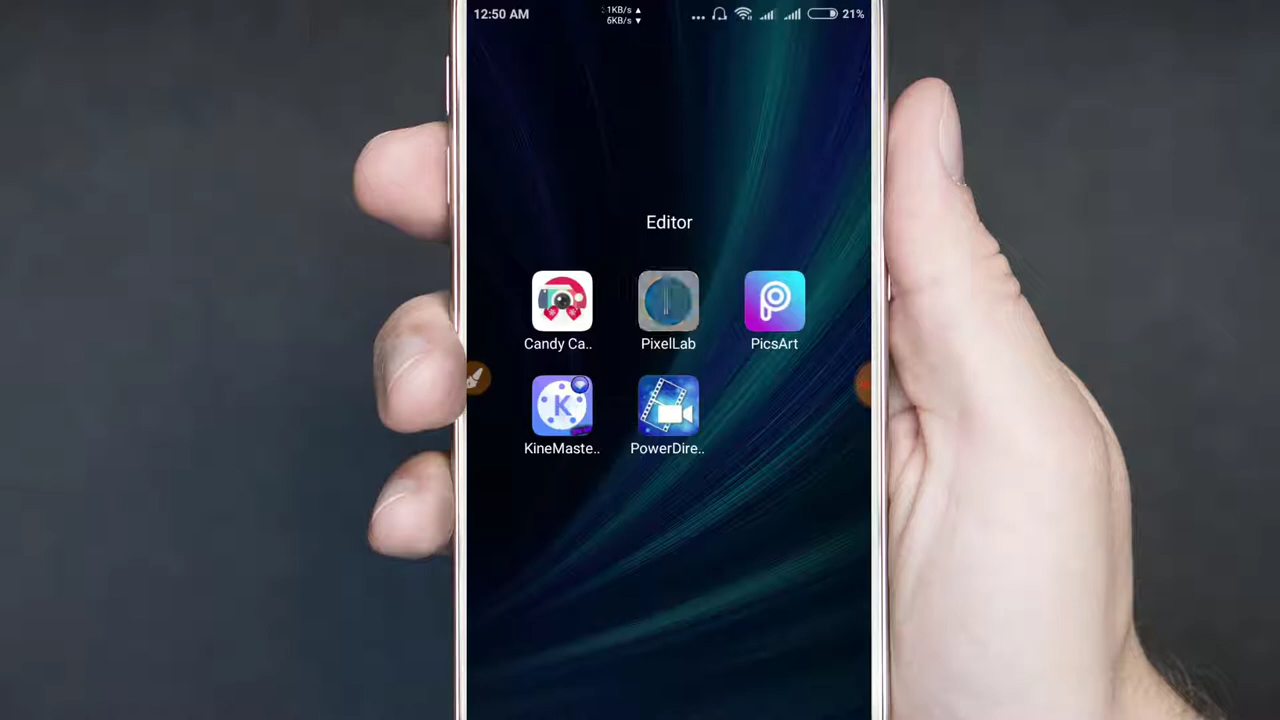 12:50 AM
1KB/s ▲
6KB/s ▼
21%
Editor
Candy Ca..
PixelLab
PicsArt
K
KineMaste..
PowerDire..